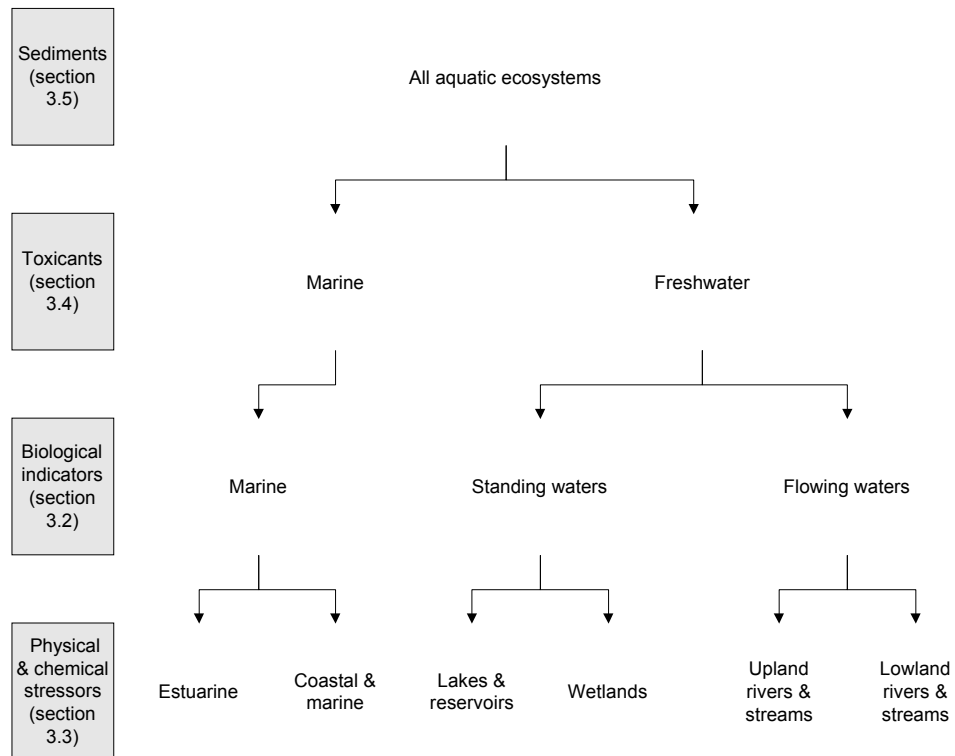 Sediments
(section
3.5)
All aquatic ecosystems
Toxicants
(section
3.4)
Marine
Freshwater
Biological
indicators
(section
3.2)
Marine
Standing waters
Flowing waters
Physical
& chemical
stressors
(section
3.3)
Estuarine
Coastal &
marine
Lakes &
reservoirs
Wetlands
Upland
rivers &
streams
Lowland
rivers &
streams